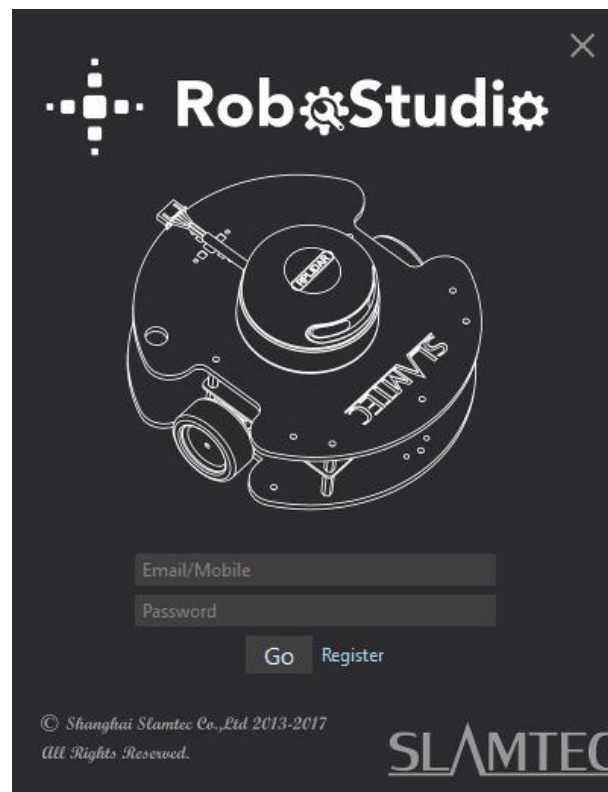 RoboStudio
RPLIDAR
SLAMTEC
Email/Mobile
Password
Go Register
© Shanghai Slamtec Co.,Ltd 2013-2017
All Rights Reserved.
SLAMTEC